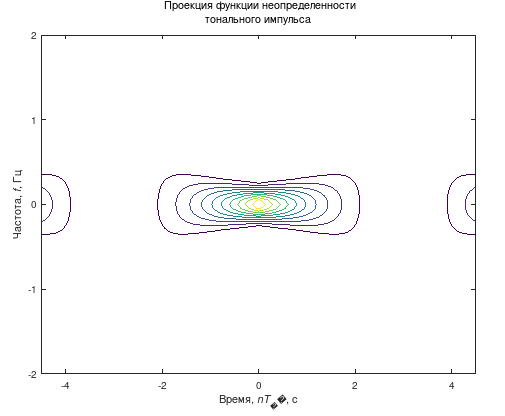 Проекция функции неопределенности
тонального импульса
2
1
0
-1
-2
Частота, f, Гц
-4
-2
0
2
4
Время, nT��, с